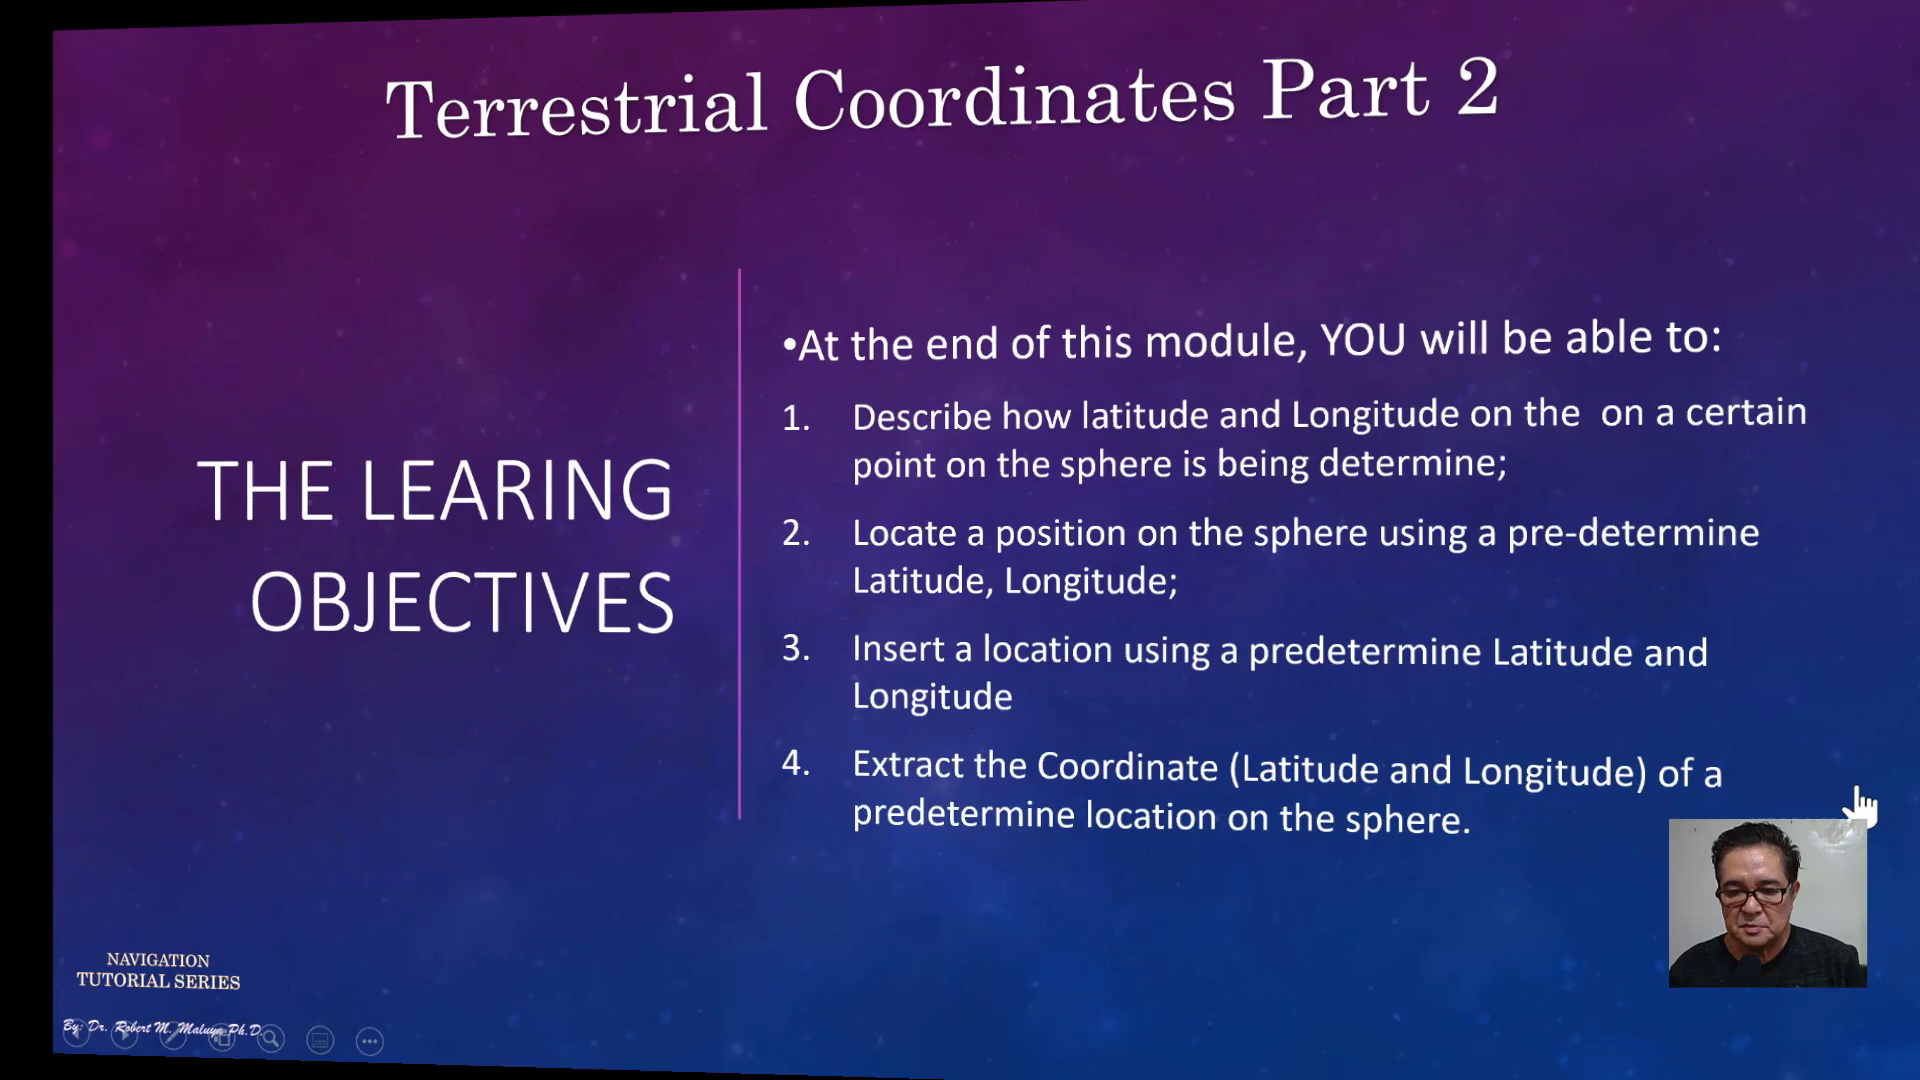 Terrestrial Coordinates Part 2
THE LEARING
OBJECTIVES
•At the end of this module, YOU will be able to:
1. Describe how latitude and Longitude on the on a certain
point on the sphere is being determine;
2. Locate a position on the sphere using a pre-determine
Latitude, Longitude;
3. Insert a location using a predetermine Latitude and
Longitude
4. Extract the Coordinate (Latitude and Longitude) of a
predetermine location on the sphere.
NAVIGATION
TUTORIAL SERIES
By: Dr. Robert M. Maluya Ph.D.